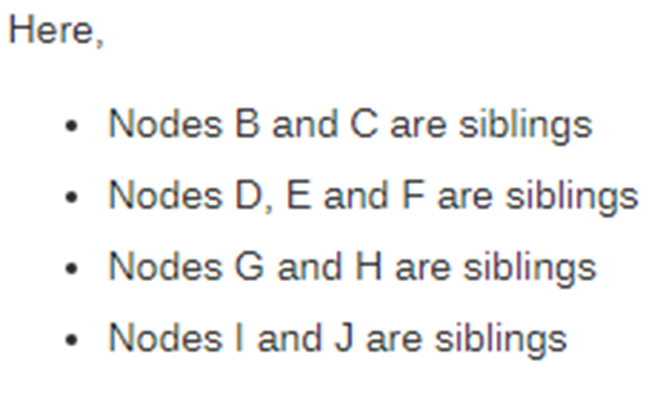 Here,
• Nodes B and C are siblings
• Nodes D, E and F are siblings
• Nodes G and H are siblings
• Nodes I and J are siblings